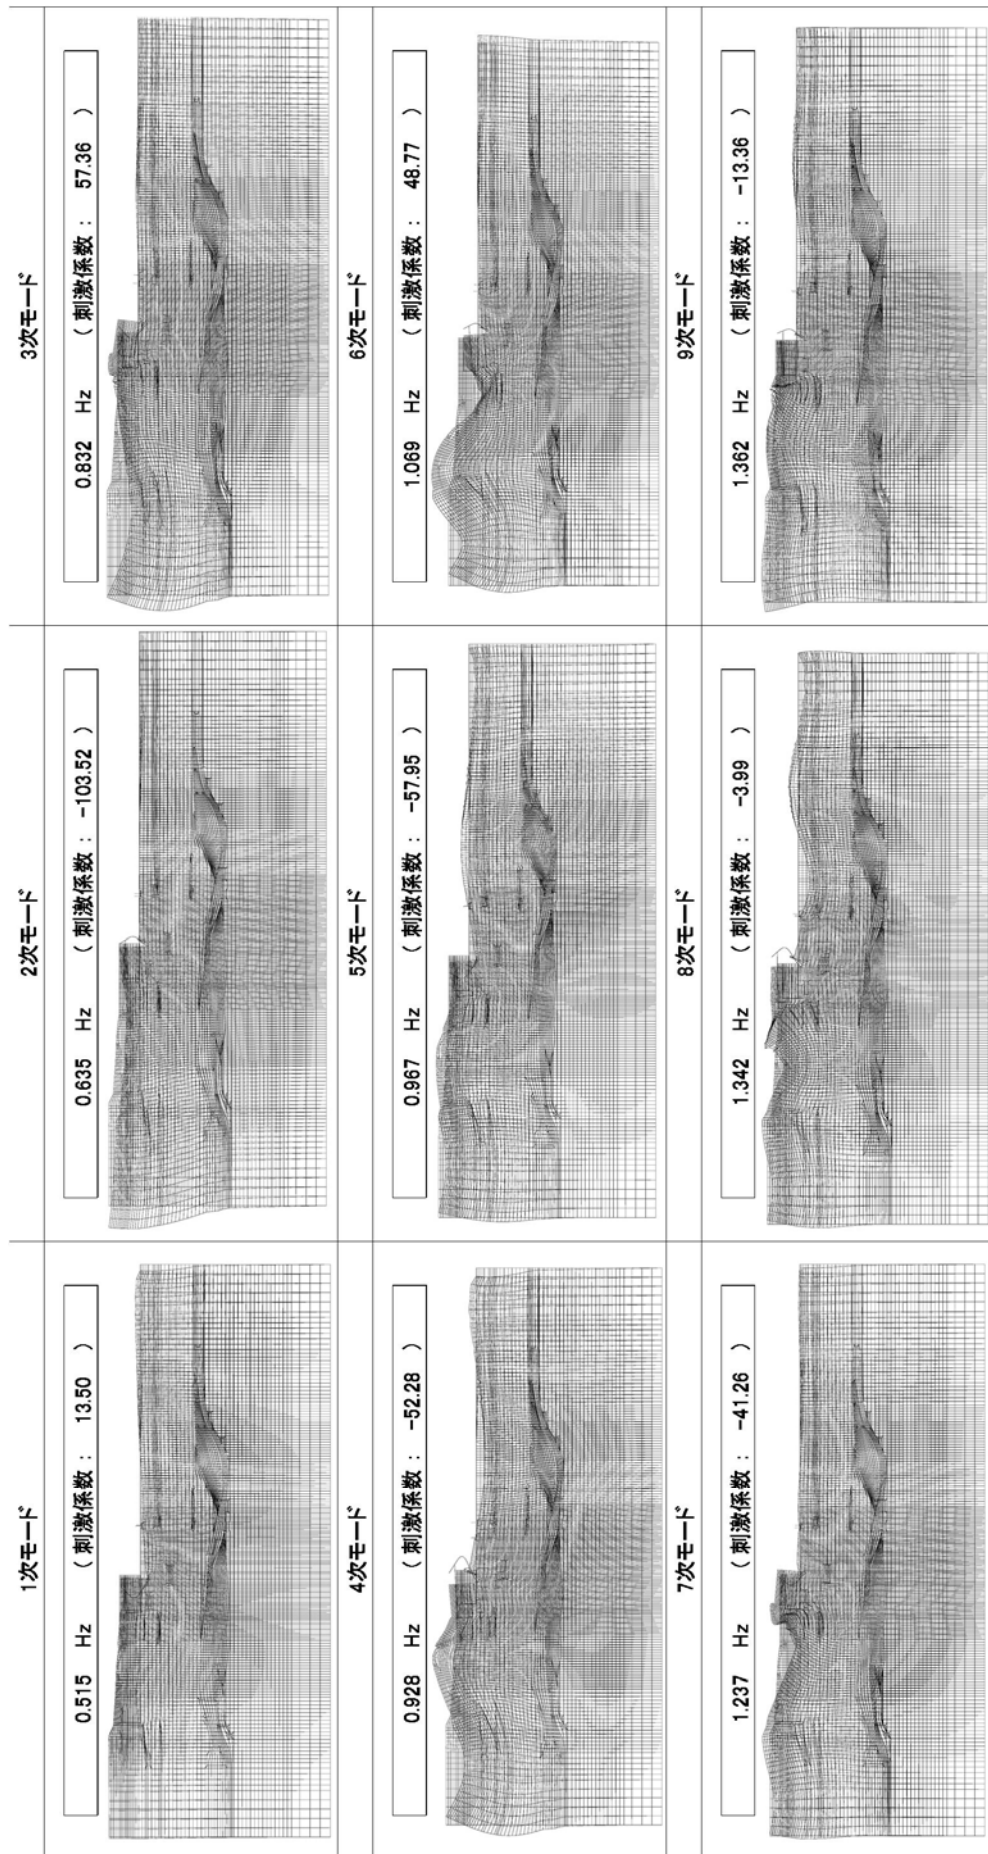 1次モード
0.515 Hz (刺激係数: 13.50 )
2次モード
0.635 Hz (刺激係数: -103.52 )
3次モード
0.832 Hz (刺激係数: 57.36 )
4次モード
0.928 Hz (刺激係数: -52.28 )
5次モード
0.967 Hz (刺激係数: -57.95 )
6次モード
1.069 Hz (刺激係数: 48.77 )
7次モード
1.237 Hz (刺激係数: -41.26 )
8次モード
1.342 Hz (刺激係数: -3.99 )
9次モード
1.362 Hz (刺激係数: -13.36 )